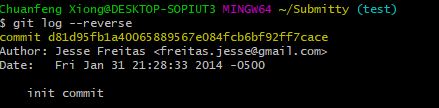 Chuanfeng Xiong@DESKTOP-SOPIUT3 MINGW64 ~/Submitty (test)
$ git log --reverse
commit d81d95fb1a40065889567e084fcb6bf92ff7cace
Author: Jesse Freitas <freitas.jesse@gmail.com>
Date:   Fri Jan 31 21:28:33 2014 -0500
    init commit